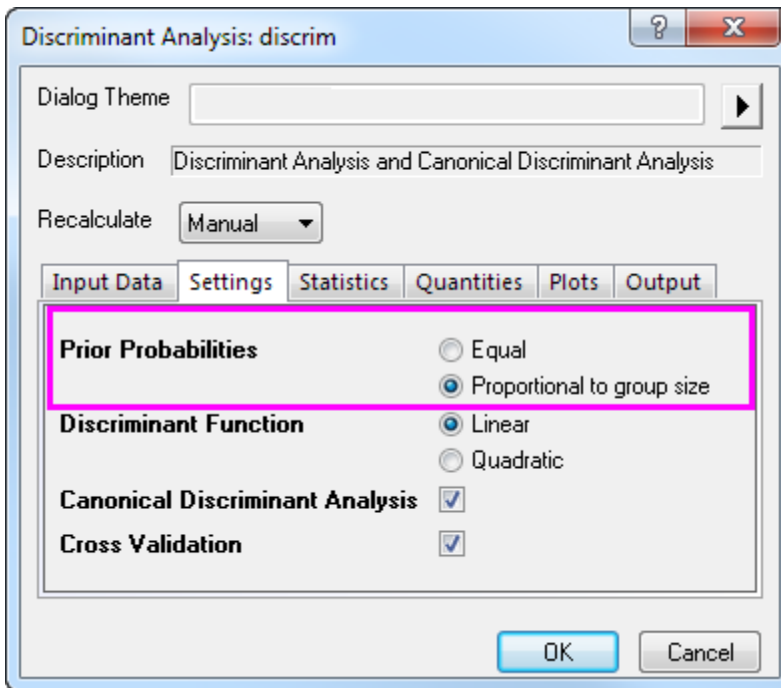 Discriminant Analysis: discrim
Dialog Theme
Description Discriminant Analysis and Canonical Discriminant Analysis
Recalculate Manual
Input Data Settings Statistics Quantities Plots Output
Prior Probabilities Equal
Proportional to group size
Discriminant Function Linear
Quadratic
Canonical Discriminant Analysis
Cross Validation
OK Cancel